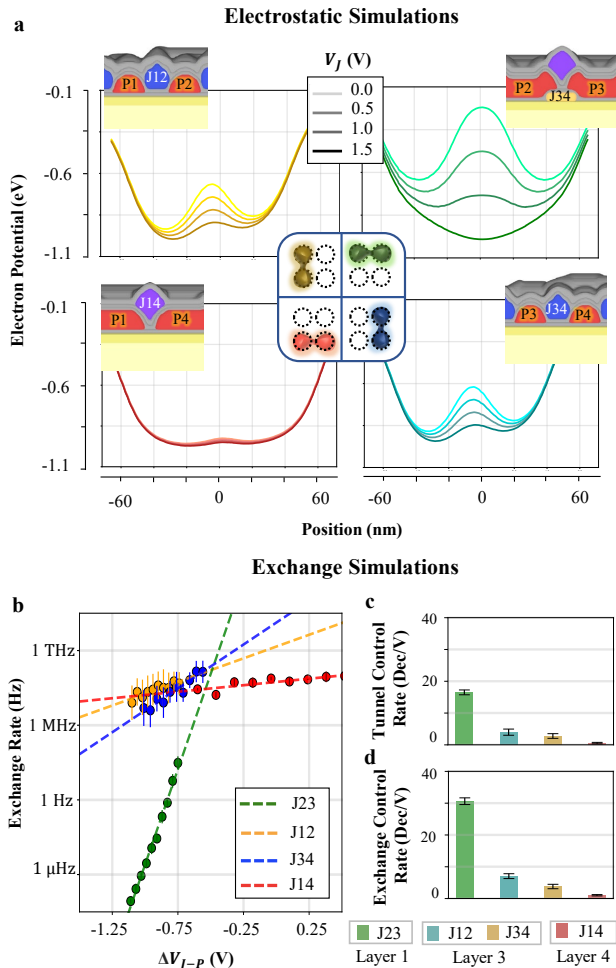 Electrostatic Simulations
a
P1 J12 P2
V_J (V)
0.0
0.5
1.0
1.5
P2 J34 P3
Electron Potential (eV)
-0.1
-0.6
-1.1
J14
P1 P4
P3 J34 P4
-0.1
-0.6
-1.1
-60 0 60 -60 0 60
Position (nm)
Exchange Simulations
b
Exchange Rate (Hz)
1 THz
1 MHz
1 Hz
1 μHz
J23
J12
J34
J14
-1.25 -0.75 -0.25 0.25
ΔV_{J-P} (V)
c
Tunnel Control Rate (Dec/V)
40
20
0
d
Exchange Control Rate (Dec/V)
40
20
0
J23 J12 J34 J14
Layer 1 Layer 3 Layer 4